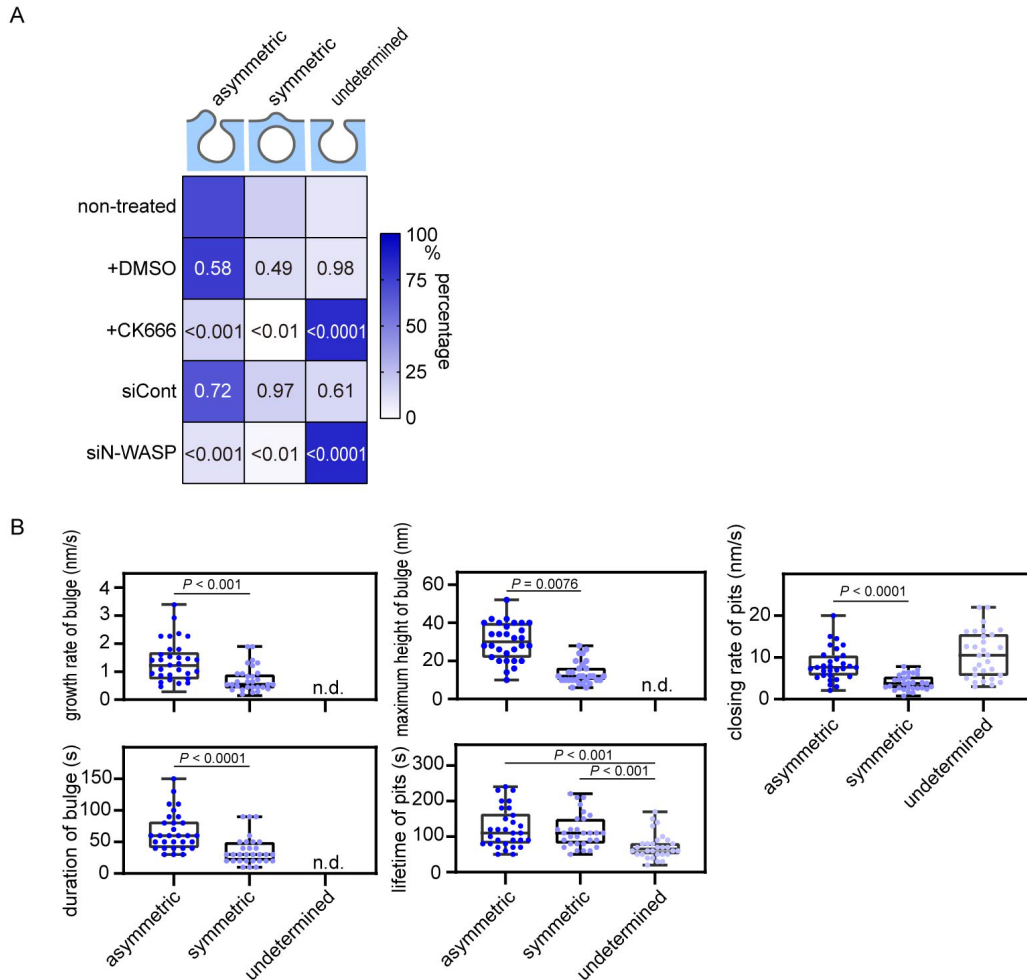 A
asymmetric
symmetric
undetermined
non-treated
+DMSO
0.58
0.49
0.98
+CK666
<0.001
<0.01
<0.0001
siCont
0.72
0.97
0.61
siN-WASP
<0.001
<0.01
<0.0001
100
%
75
50
25
0
percentage
B
growth rate of bulge (nm/s)
4
3
2
1
0
P < 0.001
n.d.
maximum height of bulge (nm)
60
40
20
0
P = 0.0076
n.d.
closing rate of pits (nm/s)
20
10
0
P < 0.0001
asymmetric
symmetric
undetermined
duration of bulge (s)
150
100
50
0
P < 0.0001
n.d.
asymmetric
symmetric
undetermined
lifetime of pits (s)
300
200
100
0
P < 0.001
P < 0.001
asymmetric
symmetric
undetermined